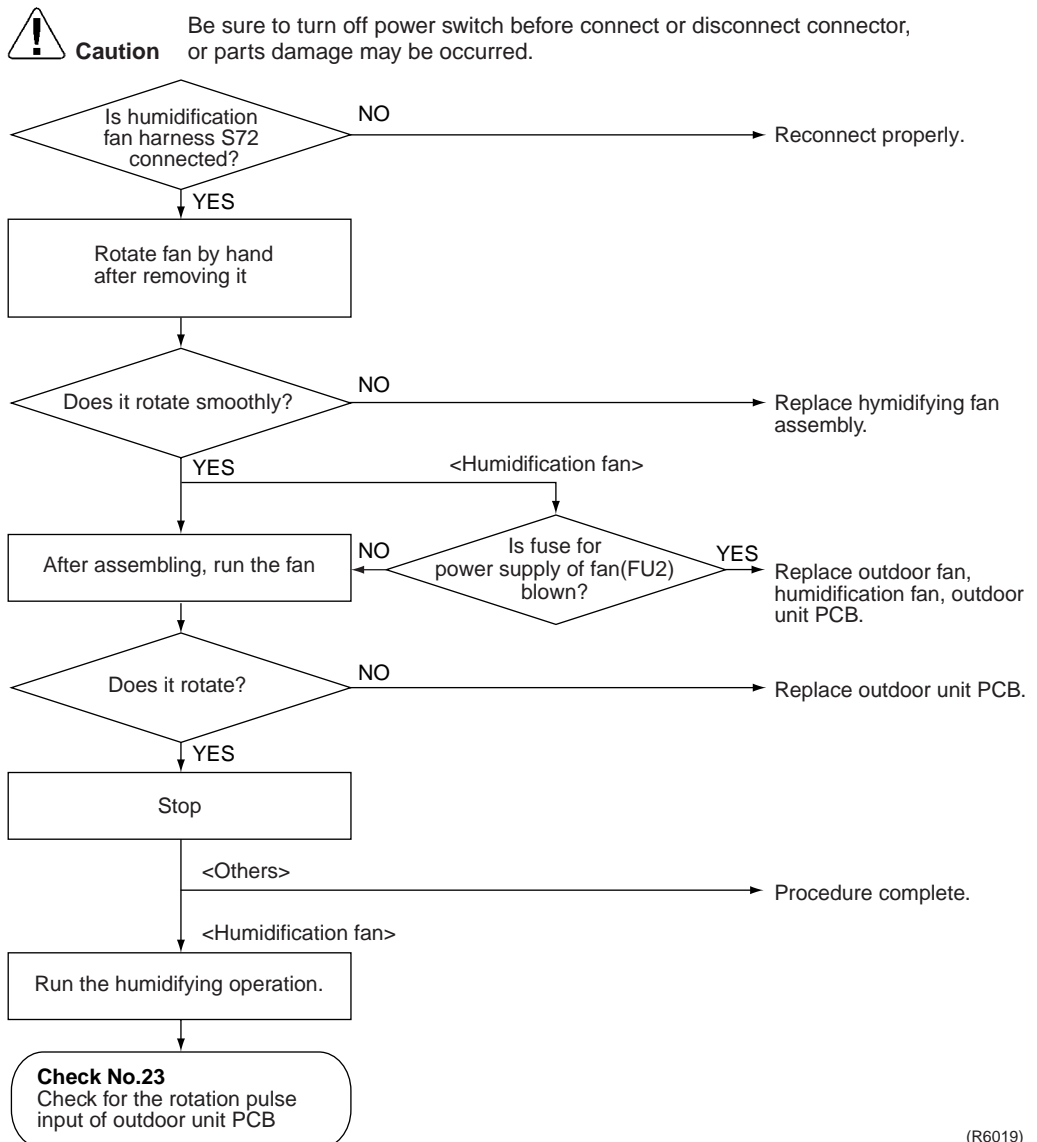 Be sure to turn off power switch before connect or disconnect connector,
Caution or parts damage may be occurred.
Is humidification
fan harness S72
connected?
NO
Reconnect properly.
YES
Rotate fan by hand
after removing it
Does it rotate smoothly?
NO
Replace hymidifying fan
assembly.
YES
<Humidification fan>
After assembling, run the fan
NO
Is fuse for
power supply of fan(FU2)
blown?
YES
Replace outdoor fan,
humidification fan, outdoor
unit PCB.
Does it rotate?
NO
Replace outdoor unit PCB.
YES
Stop
<Others>
Procedure complete.
<Humidification fan>
Run the humidifying operation.
Check No.23
Check for the rotation pulse
input of outdoor unit PCB
(R6019)